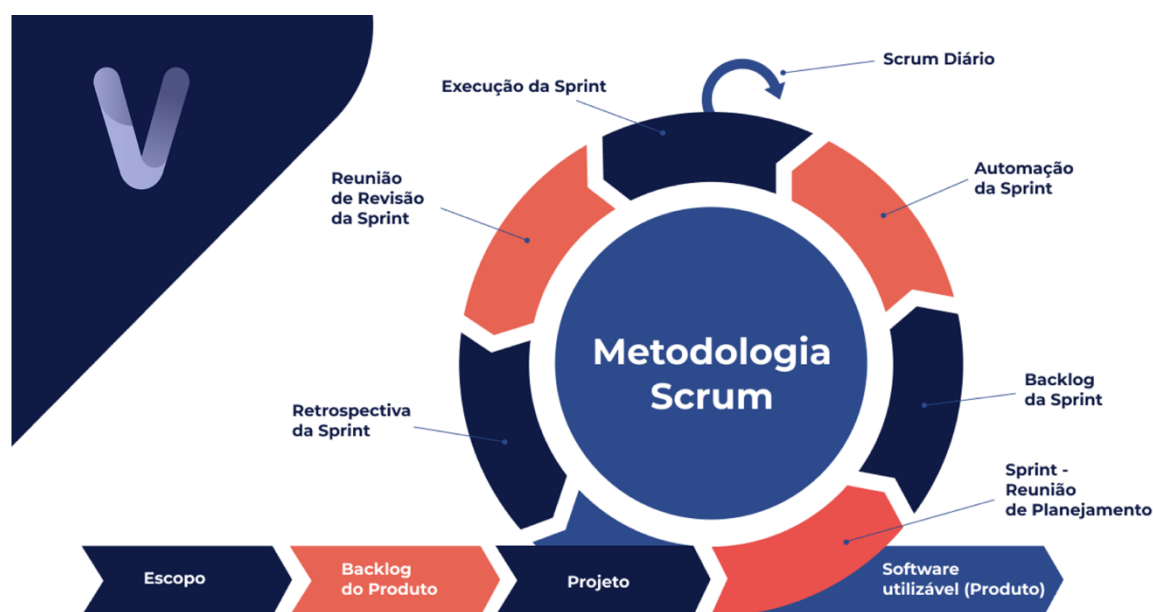 Scrum Diário
Execução da Sprint
Automação
da Sprint
Reunião
de Revisão
da Sprint
Metodologia
Scrum
Backlog
da Sprint
Retrospectiva
da Sprint
Sprint -
Reunião
de Planejamento
Escopo
Backlog
do Produto
Projeto
Software
utilizável (Produto)